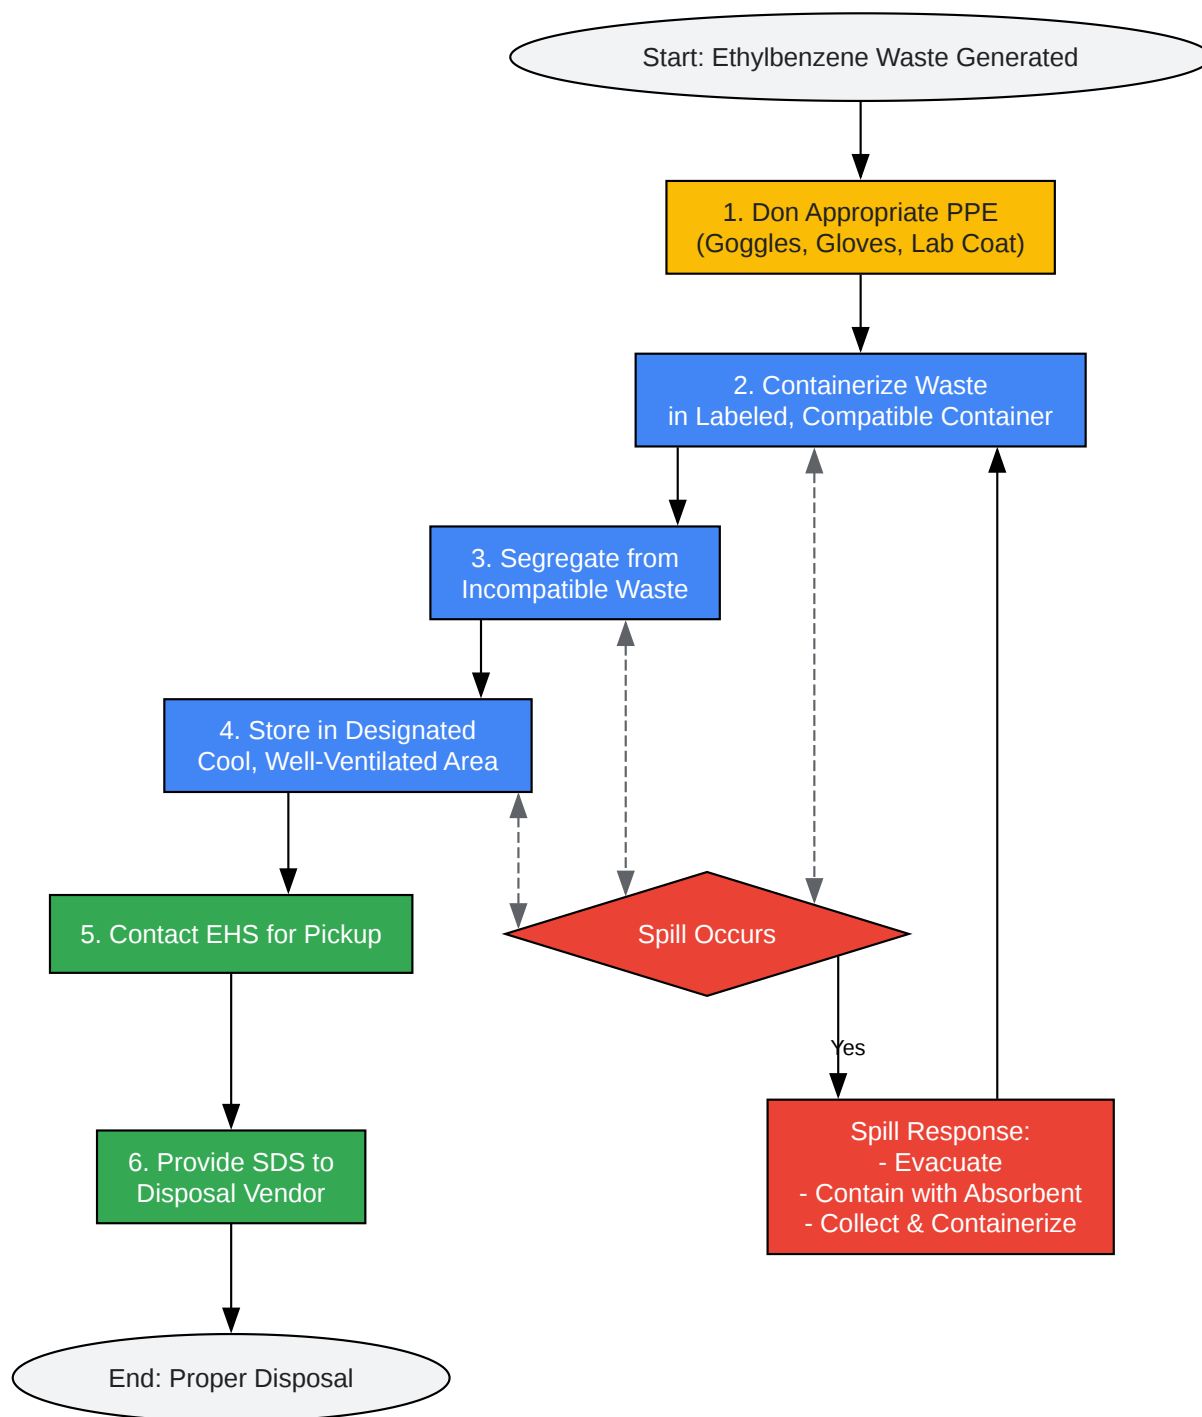 Start: Ethylbenzene Waste Generated
1. Don Appropriate PPE
(Goggles, Gloves, Lab Coat)
2. Containerize Waste
in Labeled, Compatible Container
3. Segregate from
Incompatible Waste
4. Store in Designated
Cool, Well-Ventilated Area
5. Contact EHS for Pickup
Spill Occurs
Yes
Spill Response:
- Evacuate
- Contain with Absorbent
- Collect & Containerize
6. Provide SDS to
Disposal Vendor
End: Proper Disposal